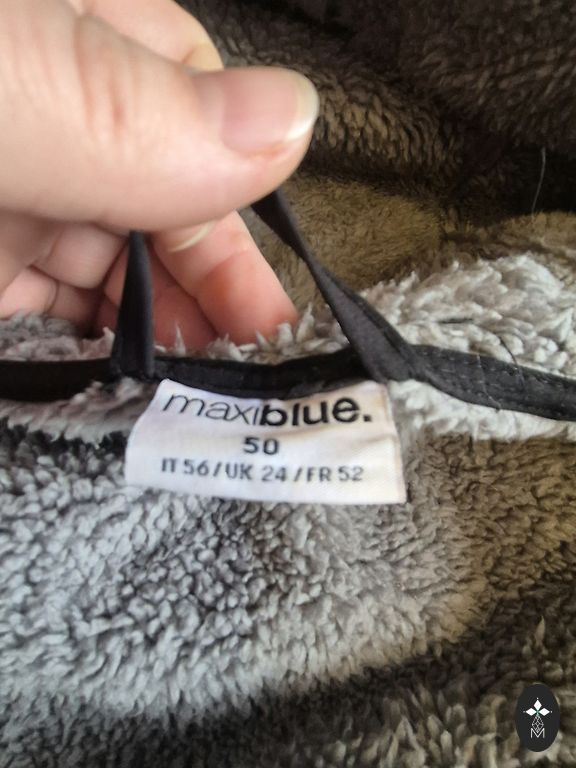 maxiblue.
50
IT 56 / UK 24 / FR 52
M